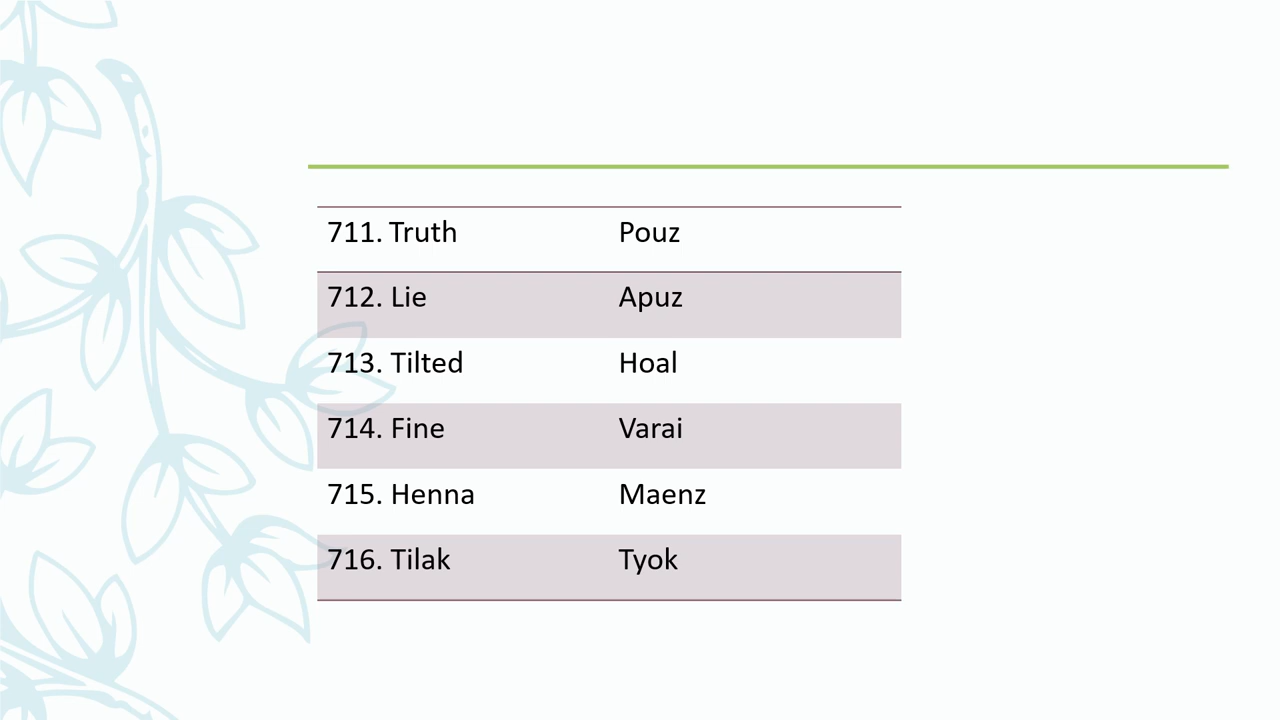 711. Truth Pouz
712. Lie Apuz
713. Tilted Hoal
714. Fine Varai
715. Henna Maenz
716. Tilak Tyok